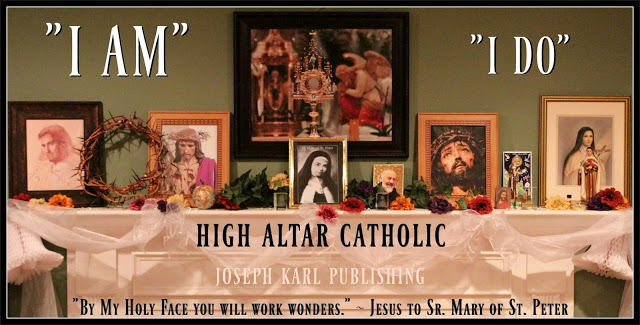 "I AM"
"I DO"
HIGH ALTAR CATHOLIC
JOSEPH KARL PUBLISHING
"BY MY HOLY FACE YOU WILL WORK WONDERS." ~ JESUS TO SR. MARY OF ST. PETER